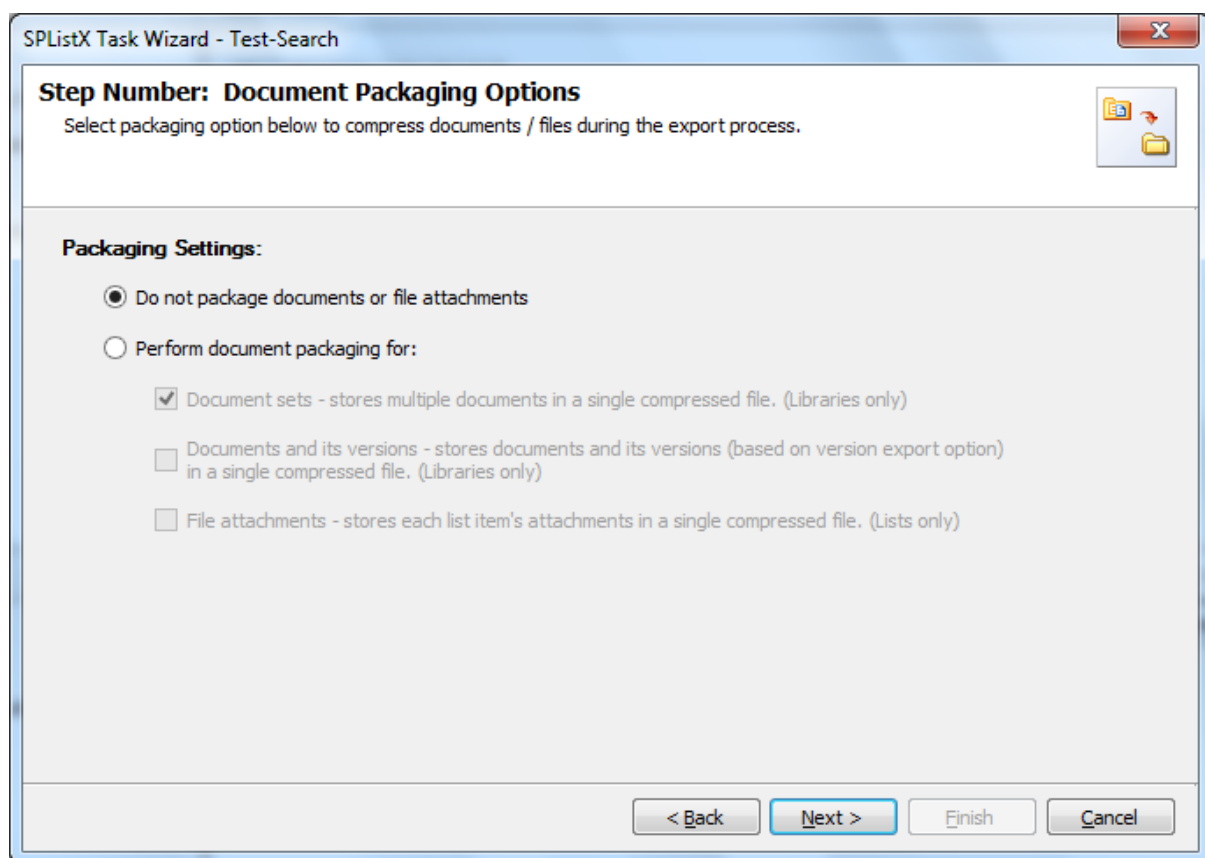 SPListX Task Wizard - Test-Search
Step Number:  Document Packaging Options
Select packaging option below to compress documents / files during the export process.
Packaging Settings:
Do not package documents or file attachments
Perform document packaging for:
Document sets - stores multiple documents in a single compressed file. (Libraries only)
Documents and its versions - stores documents and its versions (based on version export option)
in a single compressed file. (Libraries only)
File attachments - stores each list item's attachments in a single compressed file. (Lists only)
< Back Next > Finish Cancel